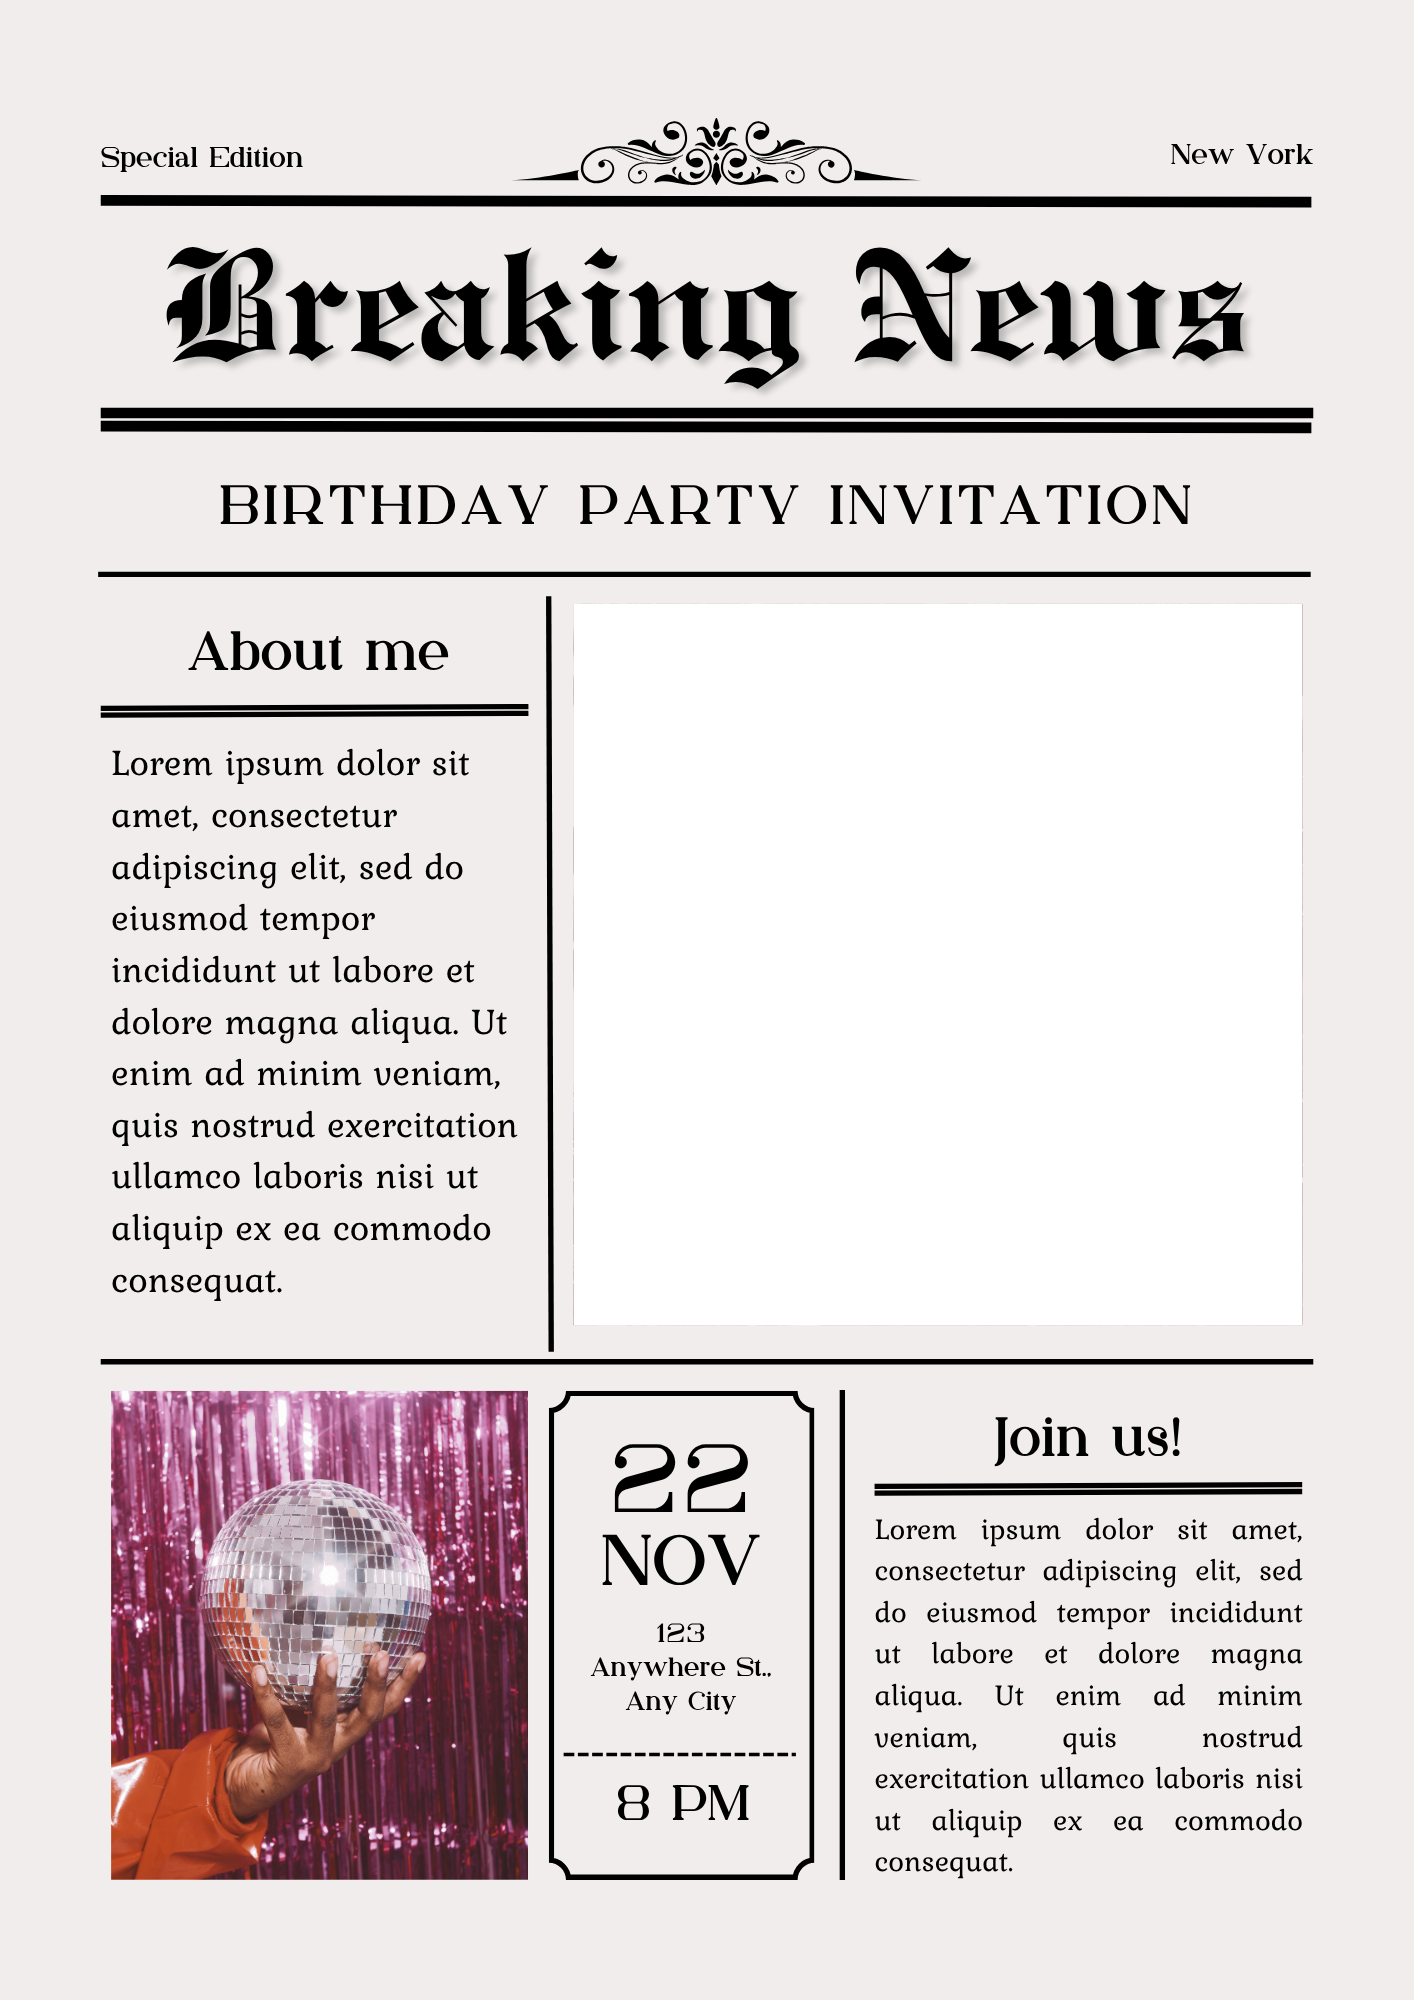 Special Edition
New York
Breaking News
BIRTHDAY PARTY INVITATION
About me
Lorem ipsum dolor sit
amet, consectetur
adipiscing elit, sed do
eiusmod tempor
incididunt ut labore et
dolore magna aliqua. Ut
enim ad minim veniam,
quis nostrud exercitation
ullamco laboris nisi ut
aliquip ex ea commodo
consequat.
22
NOV
123
Anywhere St.,
Any City
8 PM
Join us!
Lorem ipsum dolor sit amet,
consectetur adipiscing elit, sed
do eiusmod tempor incididunt
ut labore et dolore magna
aliqua. Ut enim ad minim
veniam, quis nostrud
exercitation ullamco laboris nisi
ut aliquip ex ea commodo
consequat.